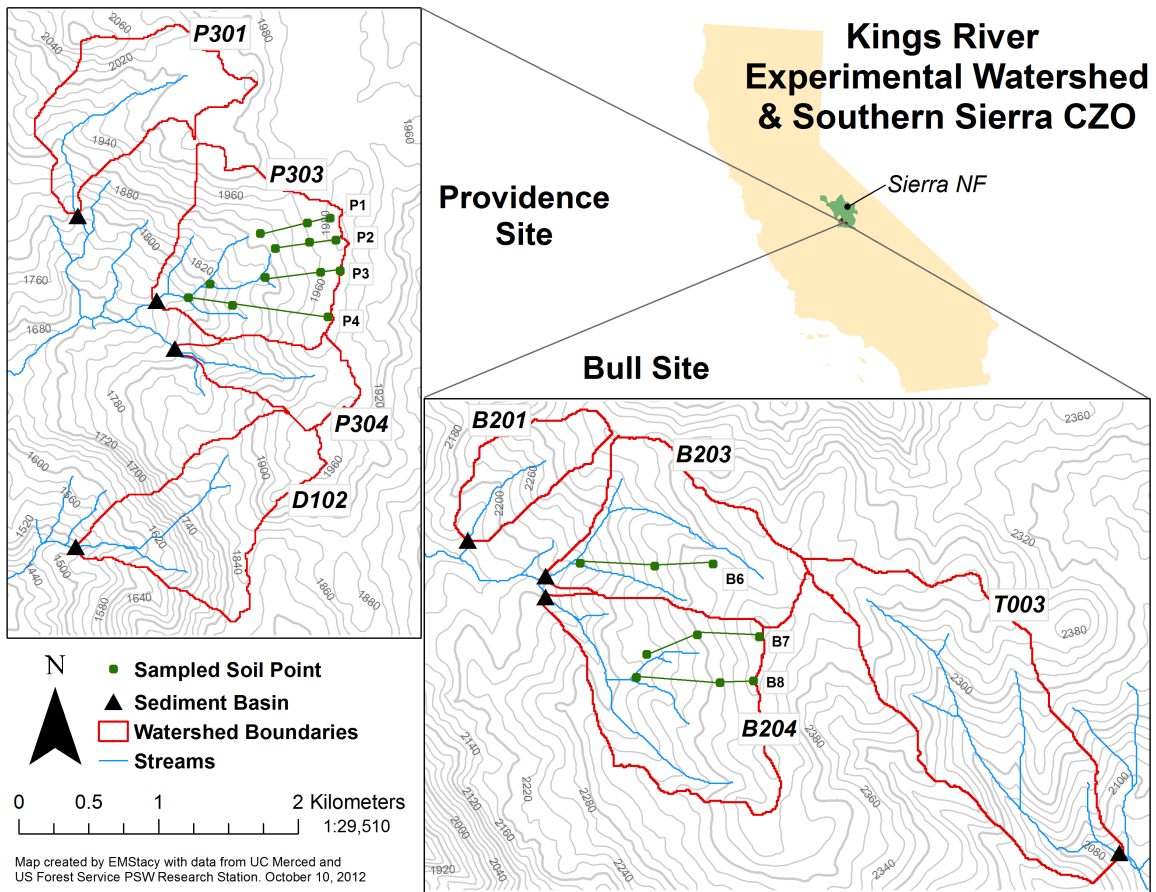 Kings River
Experimental Watershed
& Southern Sierra CZO
Sierra NF
Providence
Site
Bull Site
P301
P303
P1
P2
P3
P4
P304
D102
2060
2040
2020
1980
1960
1940
1880
1960
1980
1800
1820
1760
1960
1680
1920
1780
1720
1700
1600
1900
1960
1560
1740
1520
1620
1500
1440
1840
1640
1580
1860
1880
B201
B203
B6
T003
B7
B8
B204
2180
2360
2260
2200
2320
2380
2300
2380
2140
2220
2280
2120
2100
2360
2160
2000
2080
2040
2240
2340
1920
N
Sampled Soil Point
Sediment Basin
Watershed Boundaries
Streams
0 0.5 1 2 Kilometers
1:29,510
Map created by EMStacy with data from UC Merced and
US Forest Service PSW Research Station. October 10, 2012